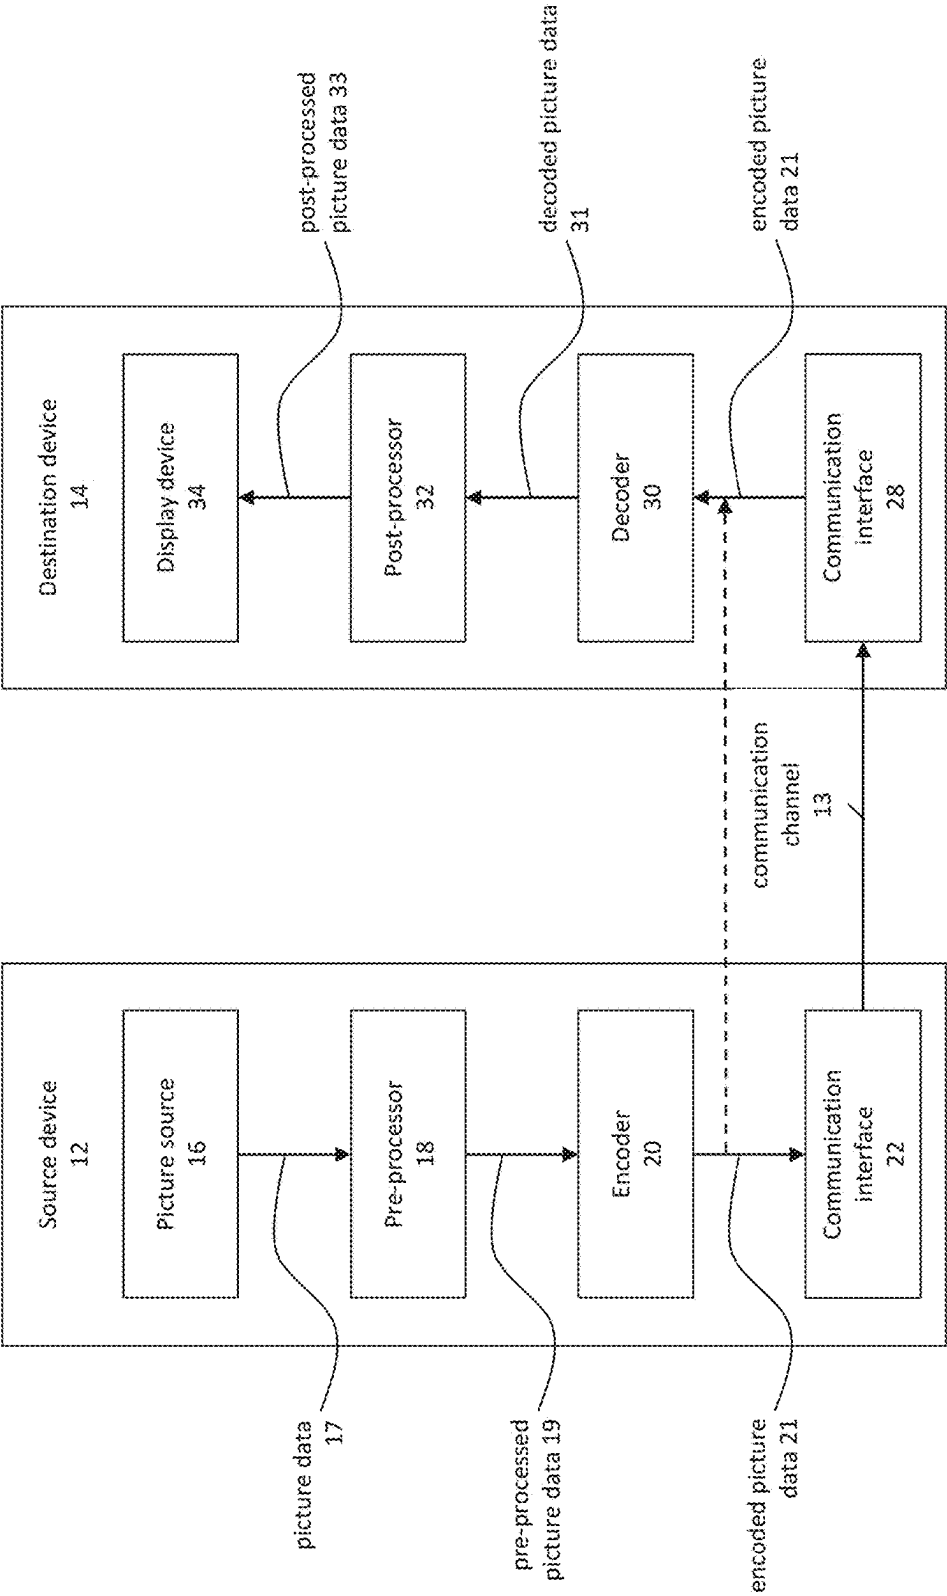 Source device
12
Picture source
16
picture data
17
Pre-processor
18
pre-processed
picture data 19
Encoder
20
encoded picture
data 21
Communication
interface
22
communication
channel
13
Destination device
14
Display device
34
post-processed
picture data 33
Post-processor
32
decoded picture data
31
Decoder
30
encoded picture
data 21
Communication
interface
28